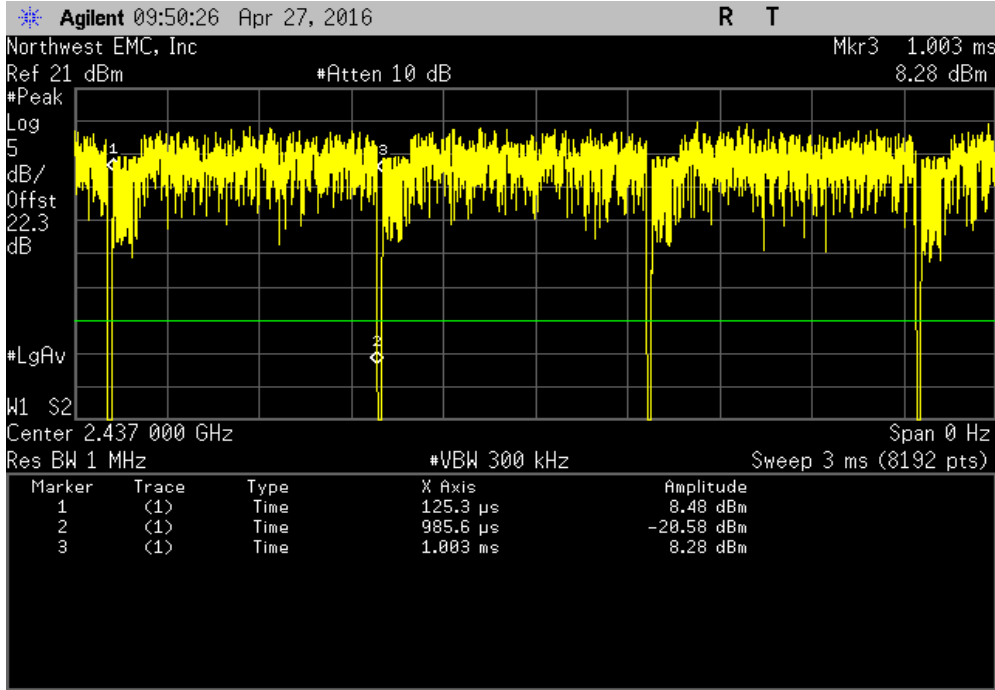 Agilent 09:50:26 Apr 27, 2016 R T
Northwest EMC, Inc Mkr3 1.003 ms
Ref 21 dBm #Atten 10 dB 8.28 dBm
#Peak
Log
5
dB/
Offst
22.3
dB
1
3
2
#LgAv
W1 S2
Center 2.437 000 GHz Span 0 Hz
Res BW 1 MHz #VBW 300 kHz Sweep 3 ms (8192 pts)
Marker Trace Type X Axis Amplitude
1 (1) Time 125.3 µs 8.48 dBm
2 (1) Time 985.6 µs -20.58 dBm
3 (1) Time 1.003 ms 8.28 dBm